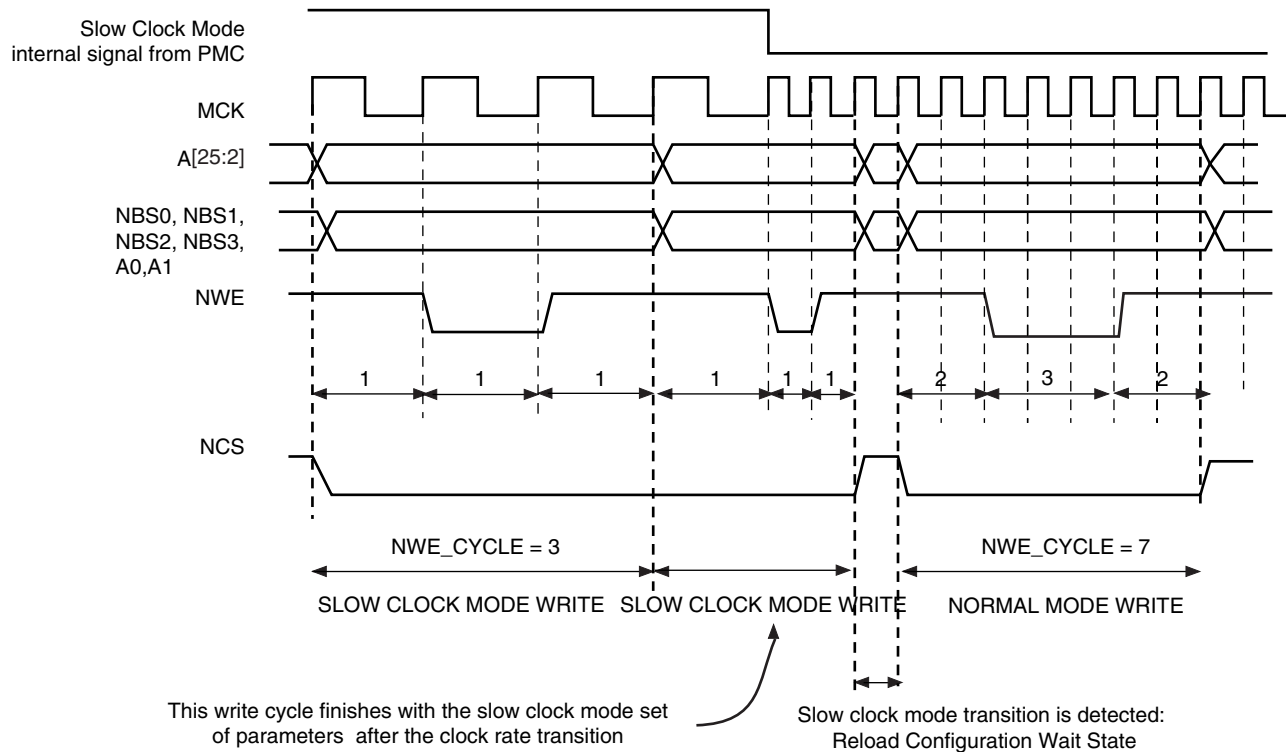 Slow Clock Mode
internal signal from PMC
MCK
A[25:2]
NBS0, NBS1,
NBS2, NBS3,
A0,A1
NWE
1 1 1 1 1 1 2 3 2
NCS
NWE_CYCLE = 3 NWE_CYCLE = 7
SLOW CLOCK MODE WRITE SLOW CLOCK MODE WRITE NORMAL MODE WRITE
This write cycle finishes with the slow clock mode set
of parameters after the clock rate transition
Slow clock mode transition is detected:
Reload Configuration Wait State